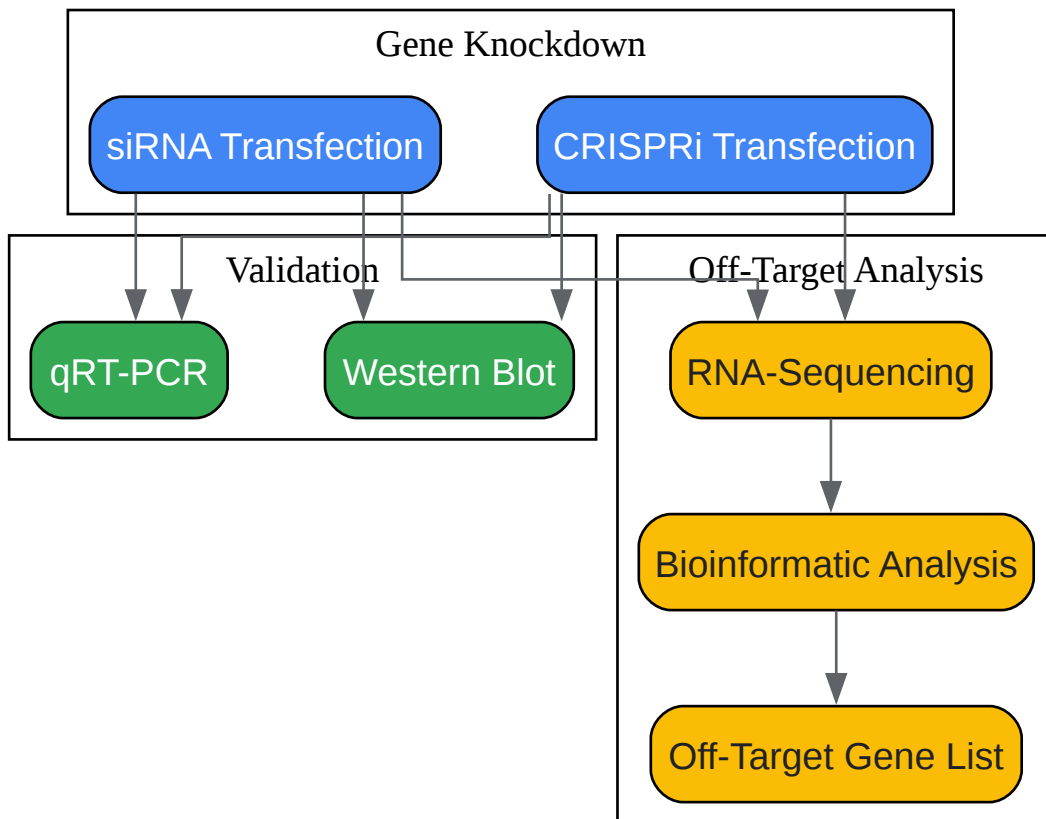 Gene Knockdown
siRNA Transfection
CRISPRi Transfection
Validation
Off-Target Analysis
qRT-PCR
Western Blot
RNA-Sequencing
Bioinformatic Analysis
Off-Target Gene List